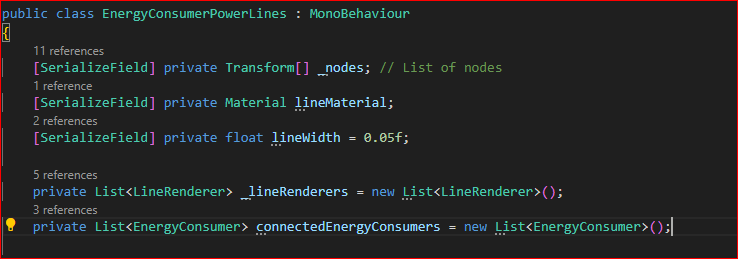 public class EnergyConsumerPowerLines : MonoBehaviour
{
11 references
[SerializeField] private Transform[] _nodes; // List of nodes
1 reference
[SerializeField] private Material lineMaterial;
2 references
[SerializeField] private float lineWidth = 0.05f;
5 references
private List<LineRenderer> _lineRenderers = new List<LineRenderer>();
3 references
private List<EnergyConsumer> connectedEnergyConsumers = new List<EnergyConsumer>();